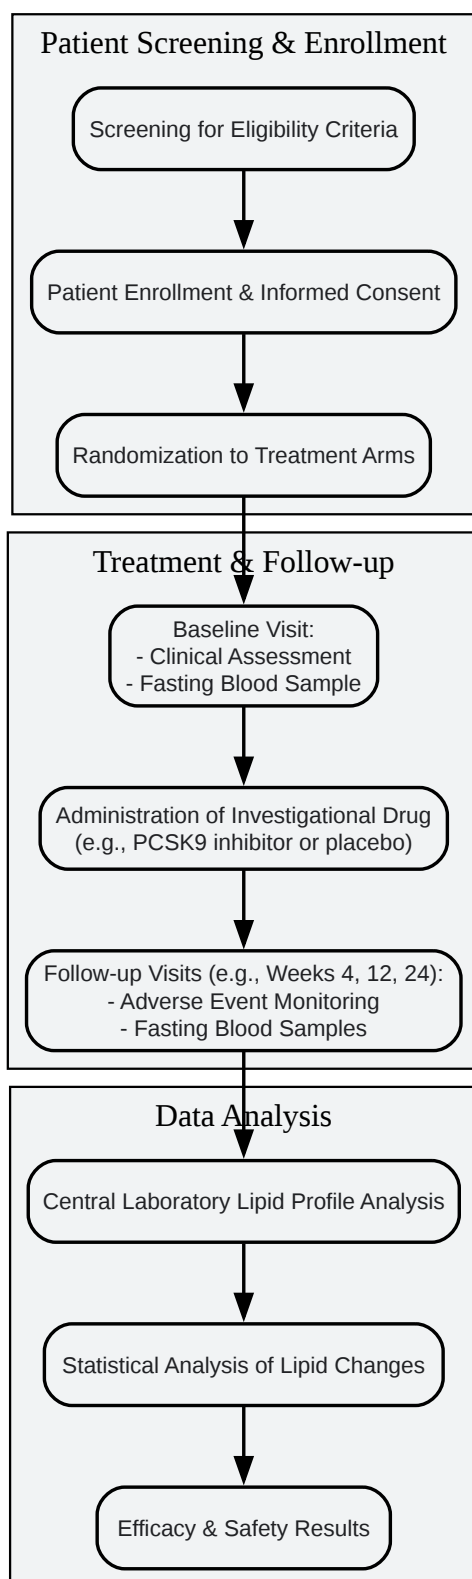 Patient Screening & Enrollment
Screening for Eligibility Criteria
Patient Enrollment & Informed Consent
Randomization to Treatment Arms
Treatment & Follow-up
Baseline Visit:
- Clinical Assessment
- Fasting Blood Sample
Administration of Investigational Drug
(e.g., PCSK9 inhibitor or placebo)
Follow-up Visits (e.g., Weeks 4, 12, 24):
- Adverse Event Monitoring
- Fasting Blood Samples
Data Analysis
Central Laboratory Lipid Profile Analysis
Statistical Analysis of Lipid Changes
Efficacy & Safety Results